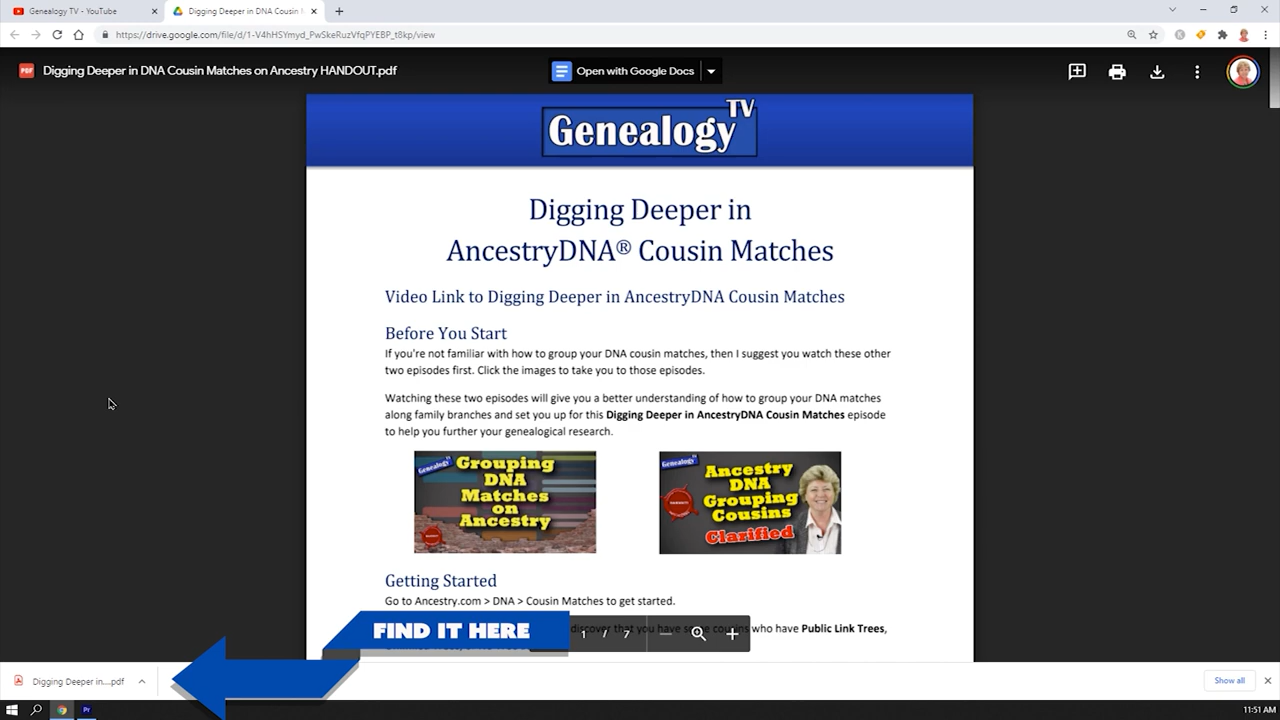 Genealogy TV - YouTube
Digging Deeper in DNA Cousin M
https://drive.google.com/file/d/1-V4hHSYmyd_PwSkeRuzVfqPYEBP_t8kp/view
PDF
Digging Deeper in DNA Cousin Matches on Ancestry HANDOUT.pdf
Open with Google Docs
Genealogy TV
Digging Deeper in
AncestryDNA® Cousin Matches
Video Link to Digging Deeper in AncestryDNA Cousin Matches
Before You Start
If you're not familiar with how to group your DNA cousin matches, then I suggest you watch these other
two episodes first. Click the images to take you to those episodes.
Watching these two episodes will give you a better understanding of how to group your DNA matches
along family branches and set you up for this Digging Deeper in AncestryDNA Cousin Matches episode
to help you further your genealogical research.
Genealogy
Grouping
DNA
Matches
on
Ancestry
Genealogy
Ancestry
DNA
Grouping
Cousins
Clarified
Getting Started
Go to Ancestry.com > DNA > Cousin Matches to get started.
discover that you have some cousins who have Public Link Trees,
1 / 7
FIND IT HERE
Digging Deeper in....pdf
Show all
Pr
11:51 AM